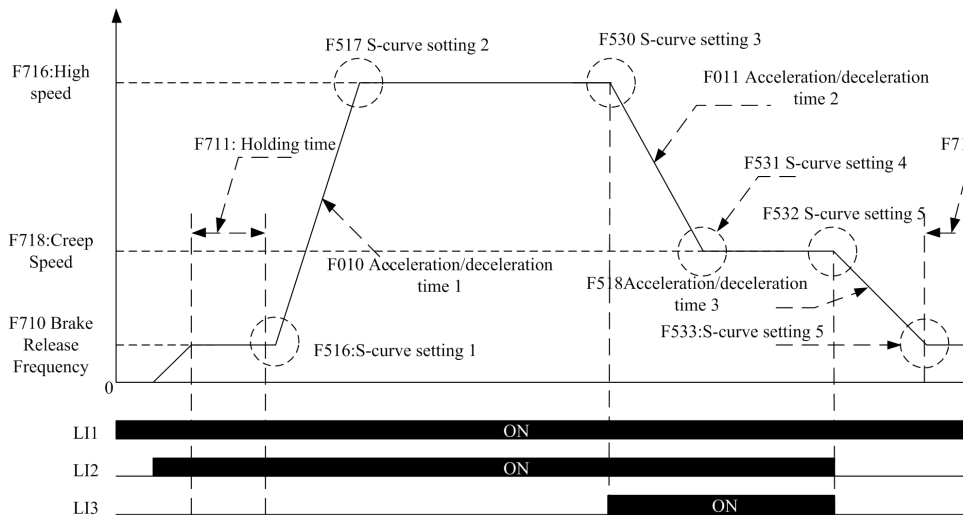 F517 S-curve sotting 2
F530 S-curve setting 3
F716:High
speed
F011 Acceleration/deceleration
time 2
F711: Holding time
F71
F531 S-curve setting 4
F532 S-curve setting 5
F718:Creep
Speed
F010 Acceleration/deceleration
time 1
F518Acceleration/deceleration
time 3
F710 Brake
Release
Frequency
F533:S-curve setting 5
F516:S-curve setting 1
0
LI1
ON
LI2
ON
LI3
ON